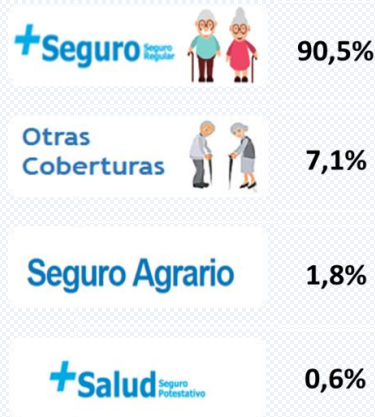 +Seguro Seguro Regular
90,5%
Otras
Coberturas
7,1%
Seguro Agrario
1,8%
+Salud Seguro Potestativo
0,6%